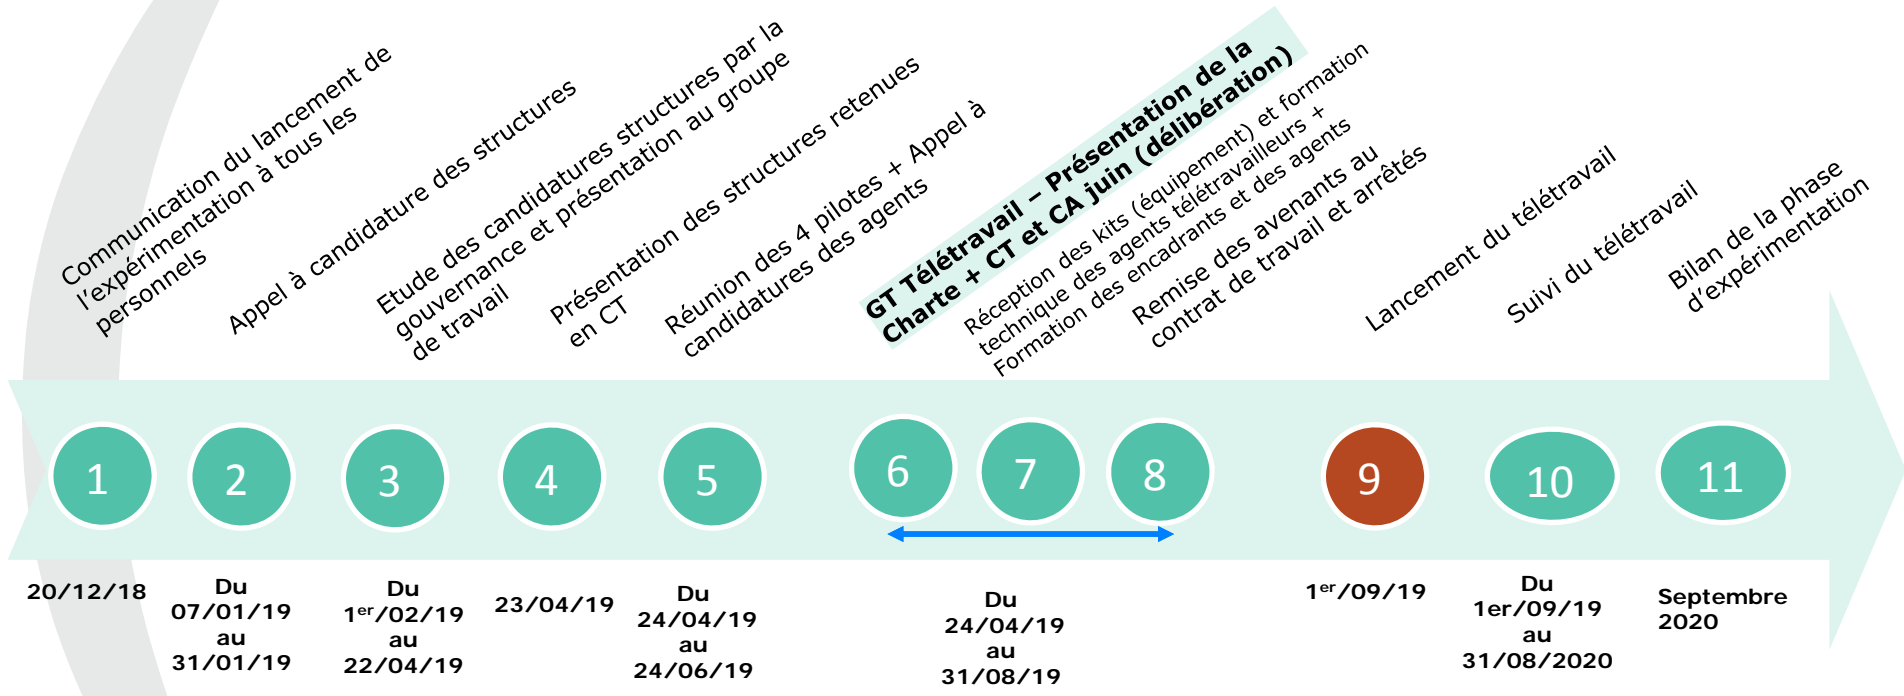 Communication du lancement de
l'expérimentation à tous les
personnels
Appel à candidature des structures
Etude des candidatures structures par la
gouvernance et présentation au groupe
de travail
Présentation des structures retenues
en CT
Réunion des 4 pilotes + Appel à
candidatures des agents
GT Télétravail – Présentation de la
Charte + CT et CA juin (délibération)
Réception des kits (équipement) et formation
technique des agents télétravailleurs +
Formation des encadrants et des agents
Remise des avenants au
contrat de travail et arrêtés
Lancement du télétravail
Suivi du télétravail
Bilan de la phase
d'expérimentation
1
2
3
4
5
6
7
8
9
10
11
20/12/18
Du
07/01/19
au
31/01/19
Du
1er/02/19
au
22/04/19
23/04/19
Du
24/04/19
au
24/06/19
Du
24/04/19
au
31/08/19
1er/09/19
Du
1er/09/19
au
31/08/2020
Septembre
2020